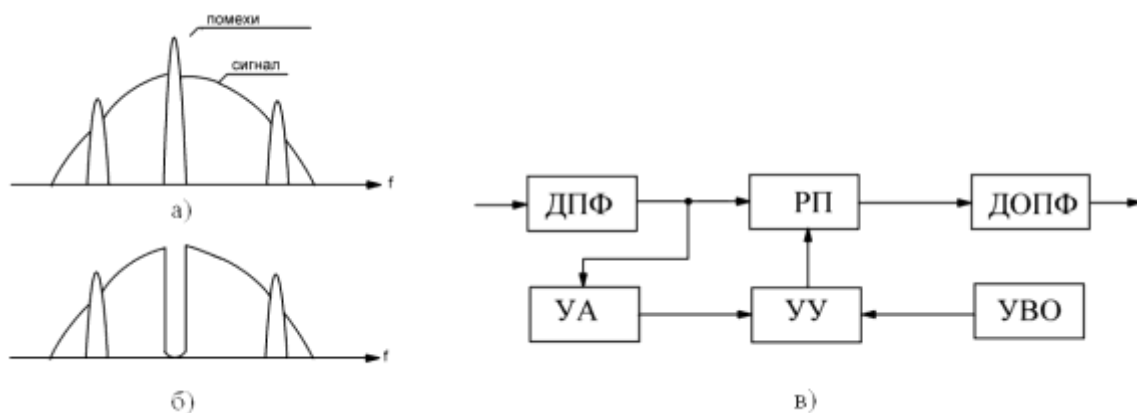 помехи
сигнал
f
а)
f
б)
ДПФ
РП
ДОПФ
УА
УУ
УВО
в)